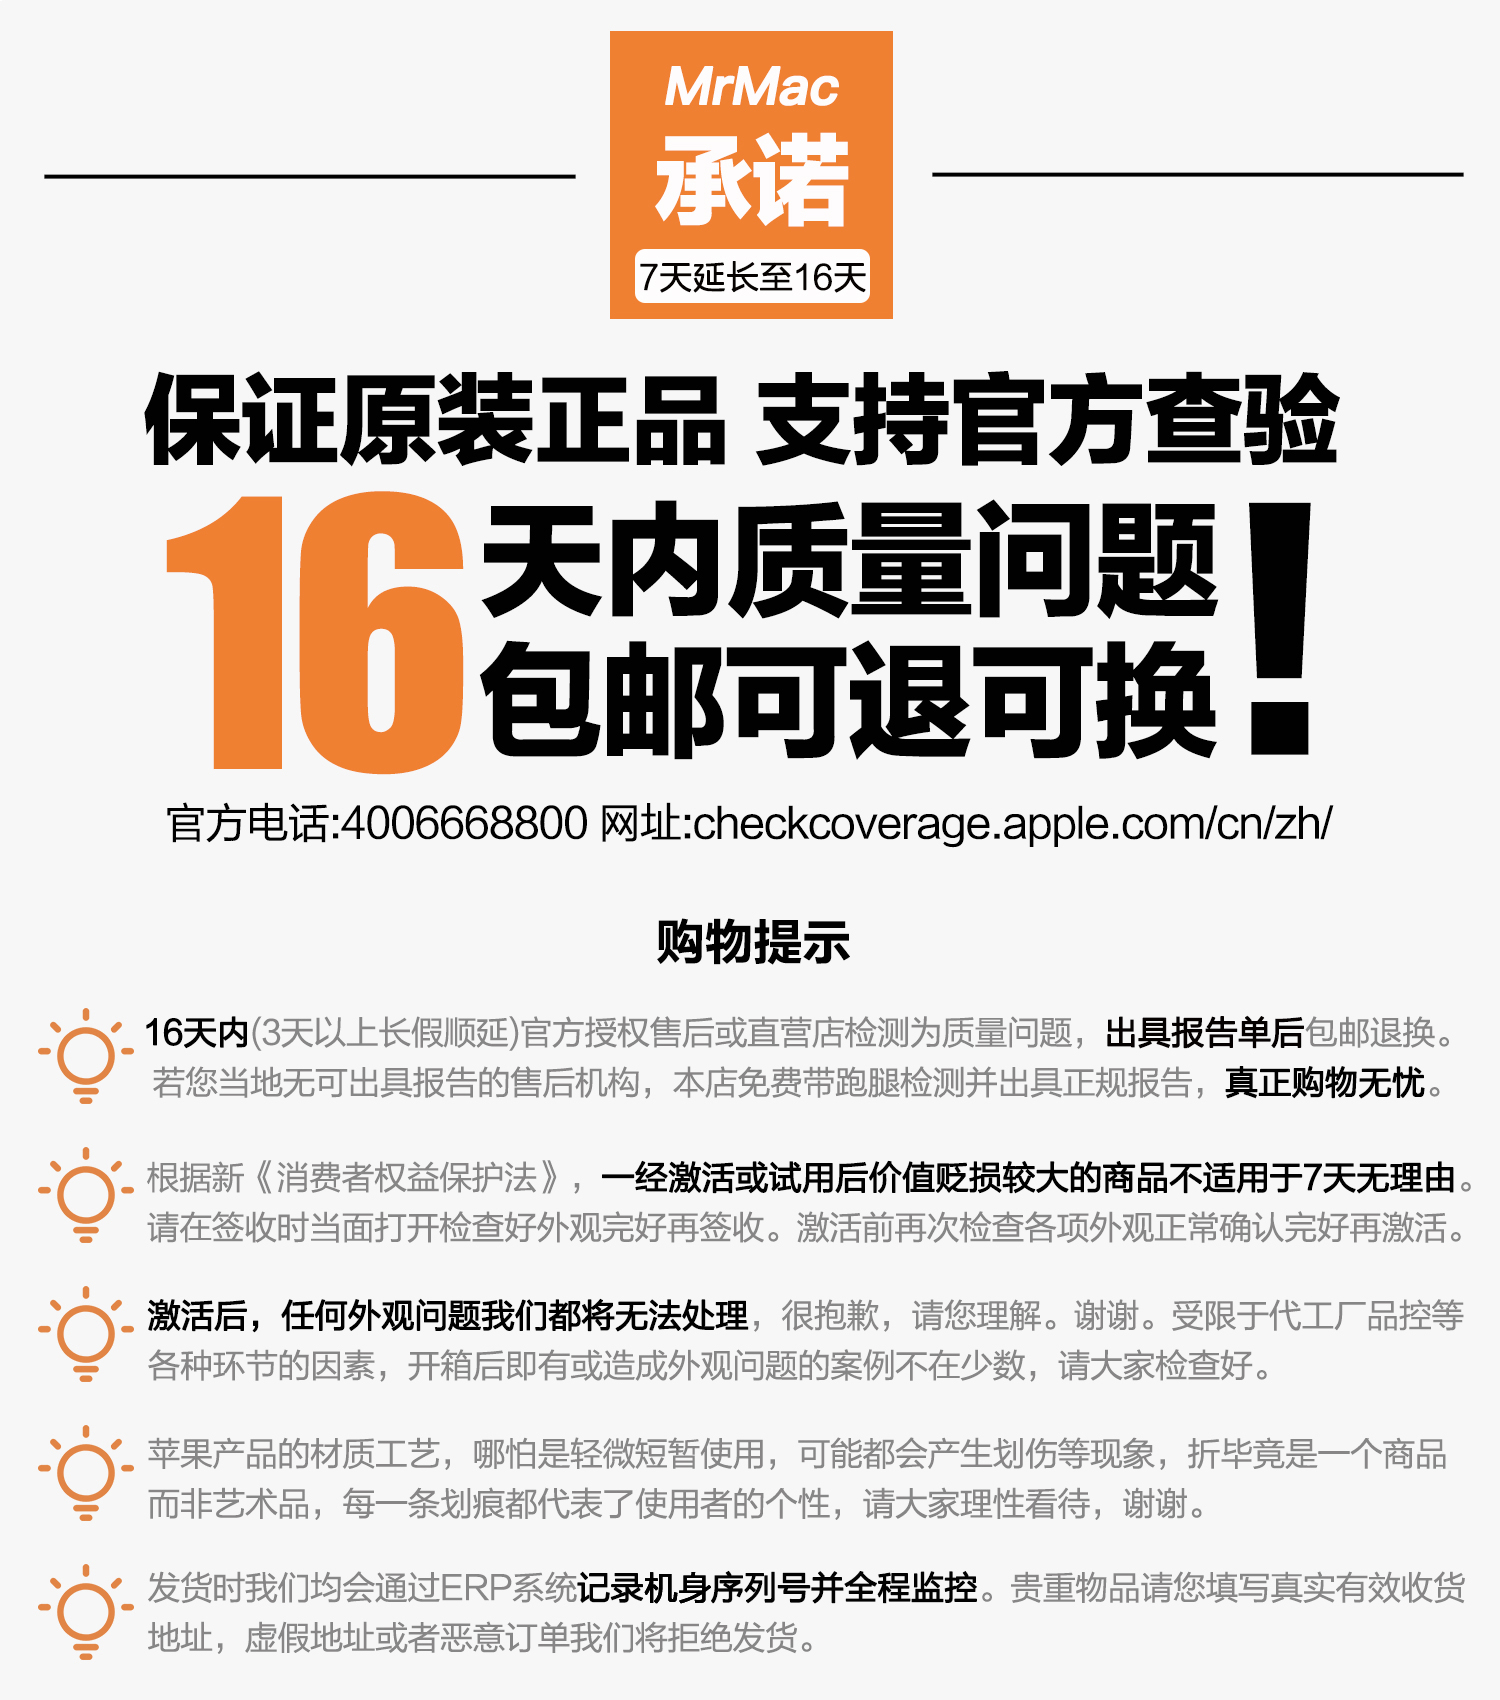 MrMac
承诺
7天延长至16天
保证原装正品 支持官方查验
16天内质量问题
包邮可退可换!
官方电话:4006668800 网址:checkcoverage.apple.com/cn/zh/
购物提示
16天内(3天以上长假顺延)官方授权售后或直营店检测为质量问题，出具报告单后包邮退换。
若您当地无可出具报告的售后机构，本店免费带跑腿检测并出具正规报告，真正购物无忧。
根据新《消费者权益保护法》，一经激活或试用后价值贬损较大的商品不适用于7天无理由。
请在签收时当面打开检查好外观完好再签收。激活前再次检查各项外观正常确认完好再激活。
激活后，任何外观问题我们都将无法处理，很抱歉，请您理解。谢谢。受限于代工厂品控等
各种环节的因素，开箱后即有或造成外观问题的案例不在少数，请大家检查好。
苹果产品的材质工艺，哪怕是轻微短暂使用，可能都会产生划伤等现象，折毕竟是一个商品
而非艺术品，每一条划痕都代表了使用者的个性，请大家理性看待，谢谢。
发货时我们均会通过ERP系统记录机身序列号并全程监控。贵重物品请您填写真实有效收货
地址，虚假地址或者恶意订单我们将拒绝发货。